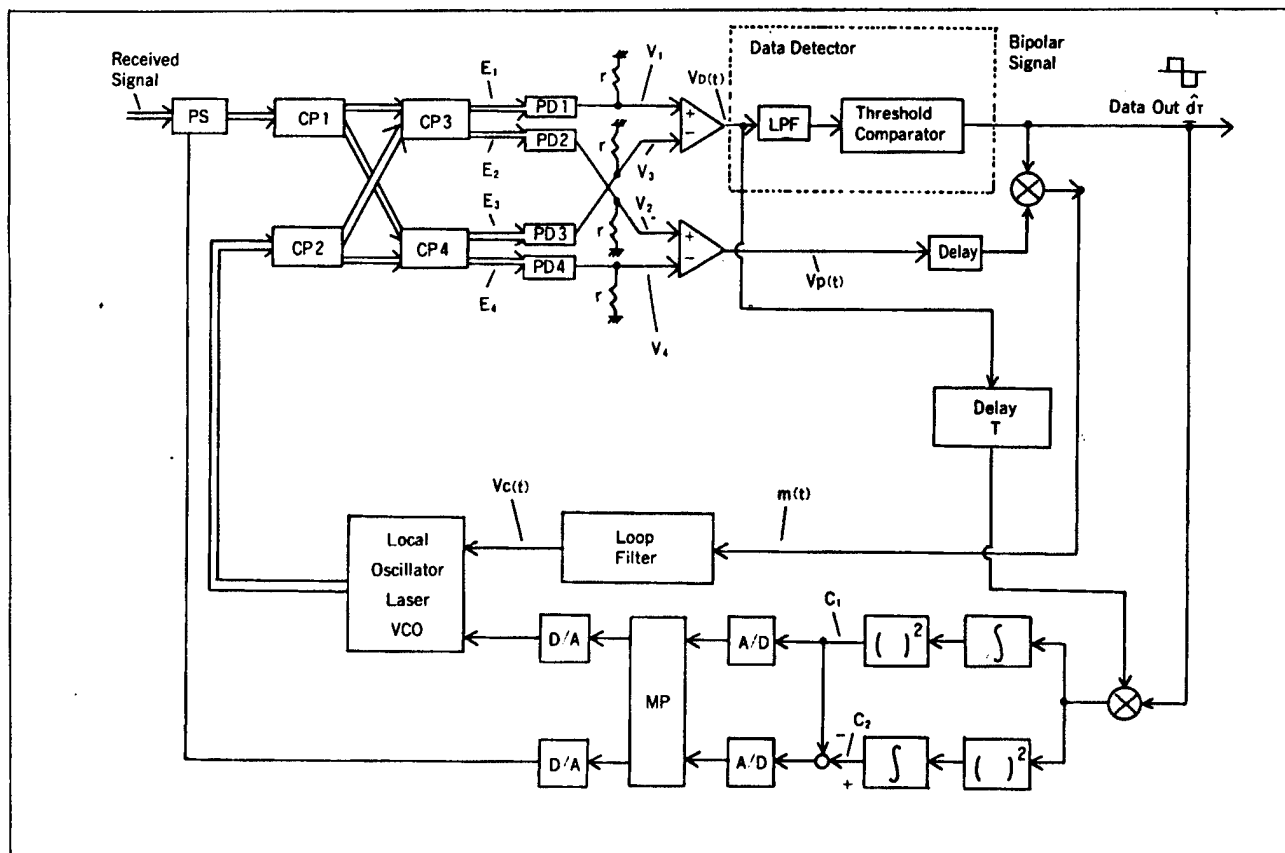 Received
Signal
PS
CP1
CP2
CP3
CP4
E₁
E₂
E₃
E₄
PD1
PD2
PD3
PD4
r
r
r
r
V₁
V₃
V₂
V₄
+
−
+
−
VD(t)
Vp(t)
Data Detector
LPF
Threshold
Comparator
Bipolar
Signal
Data Out d̂T
Delay
Delay
T
m(t)
Loop
Filter
Vc(t)
Local
Oscillator
Laser
VCO
D/A
MP
A/D
C₁
( )²
∫
D/A
A/D
−
+
C₂
∫
( )²